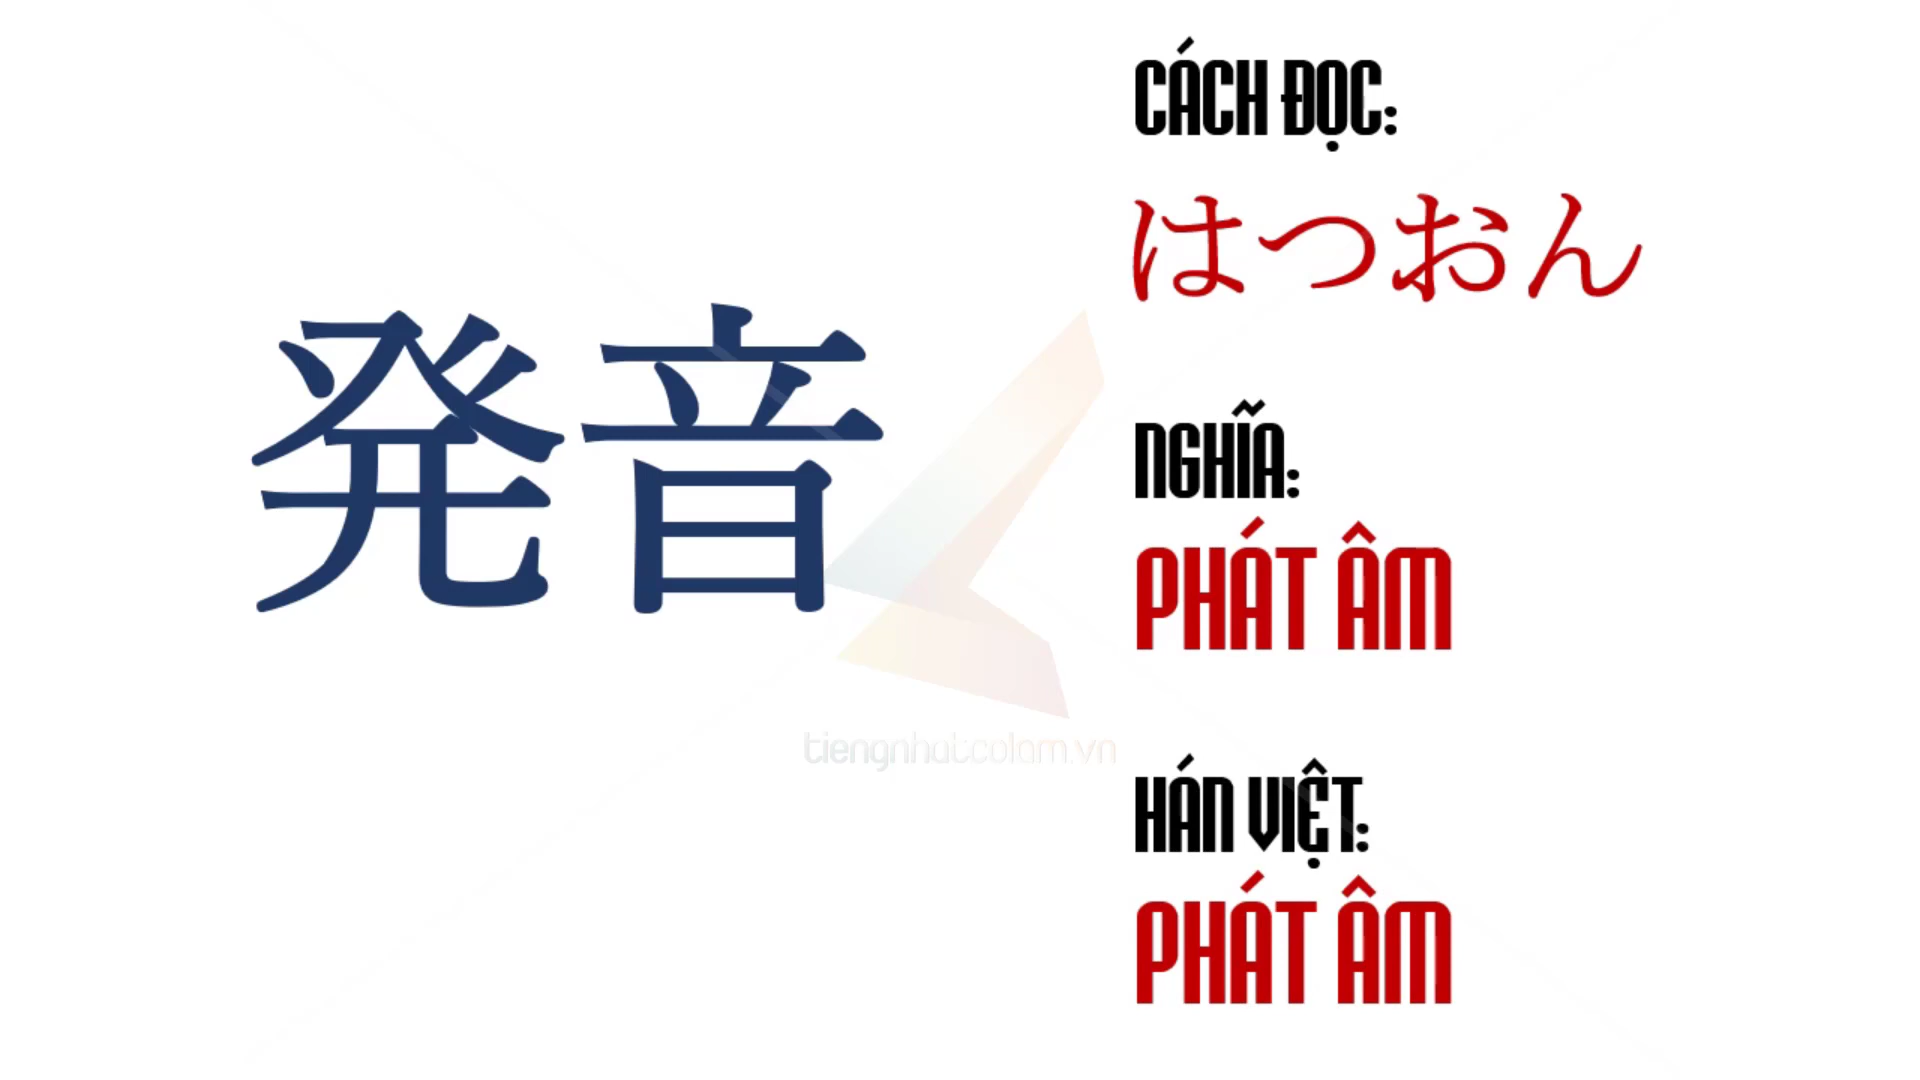 発音
CÁCH ĐỌC:
はつおん
NGHĨA:
PHÁT ÂM
HÁN VIỆT:
PHÁT ÂM
tiengnhatcolam.vn